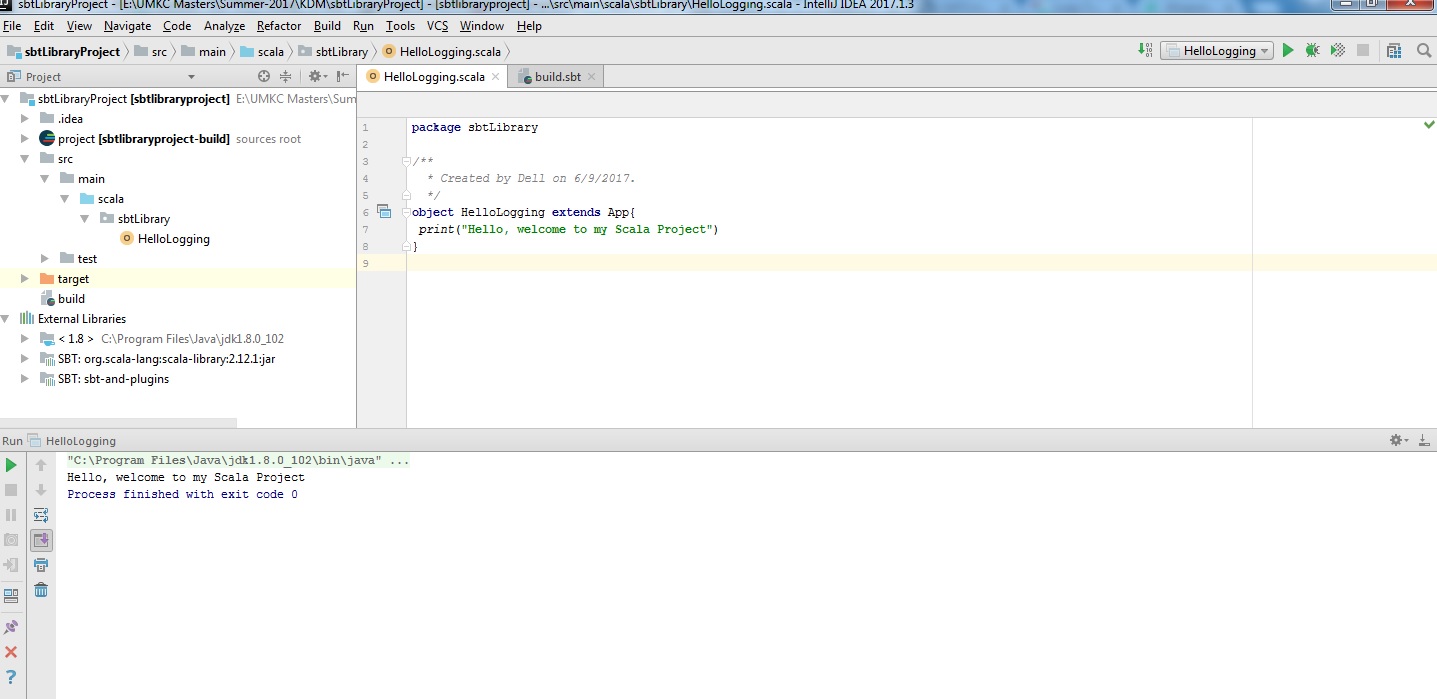 sbtLibraryProject - [E:\UMKC Masters\Summer-2017\KDM\sbtLibraryProject] - [sbtlibraryproject] - ...\src\main\scala\sbtLibrary\HelloLogging.scala - IntelliJ IDEA 2017.1.3
File Edit View Navigate Code Analyze Refactor Build Run Tools VCS Window Help
sbtLibraryProject src main scala sbtLibrary HelloLogging.scala HelloLogging
Project
HelloLogging.scala build.sbt
sbtLibraryProject [sbtlibraryproject] E:\UMKC Masters\Sum
.idea
project [sbtlibraryproject-build] sources root
src
main
scala
sbtLibrary
HelloLogging
test
target
build
External Libraries
< 1.8 > C:\Program Files\Java\jdk1.8.0_102
SBT: org.scala-lang:scala-library:2.12.1:jar
SBT: sbt-and-plugins
1 package sbtLibrary
2
3 /**
4 * Created by Dell on 6/9/2017.
5 */
6 object HelloLogging extends App{
7 print("Hello, welcome to my Scala Project")
8 }
9
Run HelloLogging
"C:\Program Files\Java\jdk1.8.0_102\bin\java" ...
Hello, welcome to my Scala Project
Process finished with exit code 0